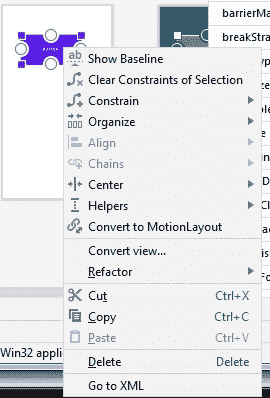 barrierMa
breakStra
Show Baseline
Clear Constraints of Selection
Constrain
Organize
Align
Chains
Center
Helpers
Convert to MotionLayout
Convert view...
Refactor
Cut Ctrl+X
Copy Ctrl+C
Paste Ctrl+V
Win32 appli
Delete Delete
Go to XML